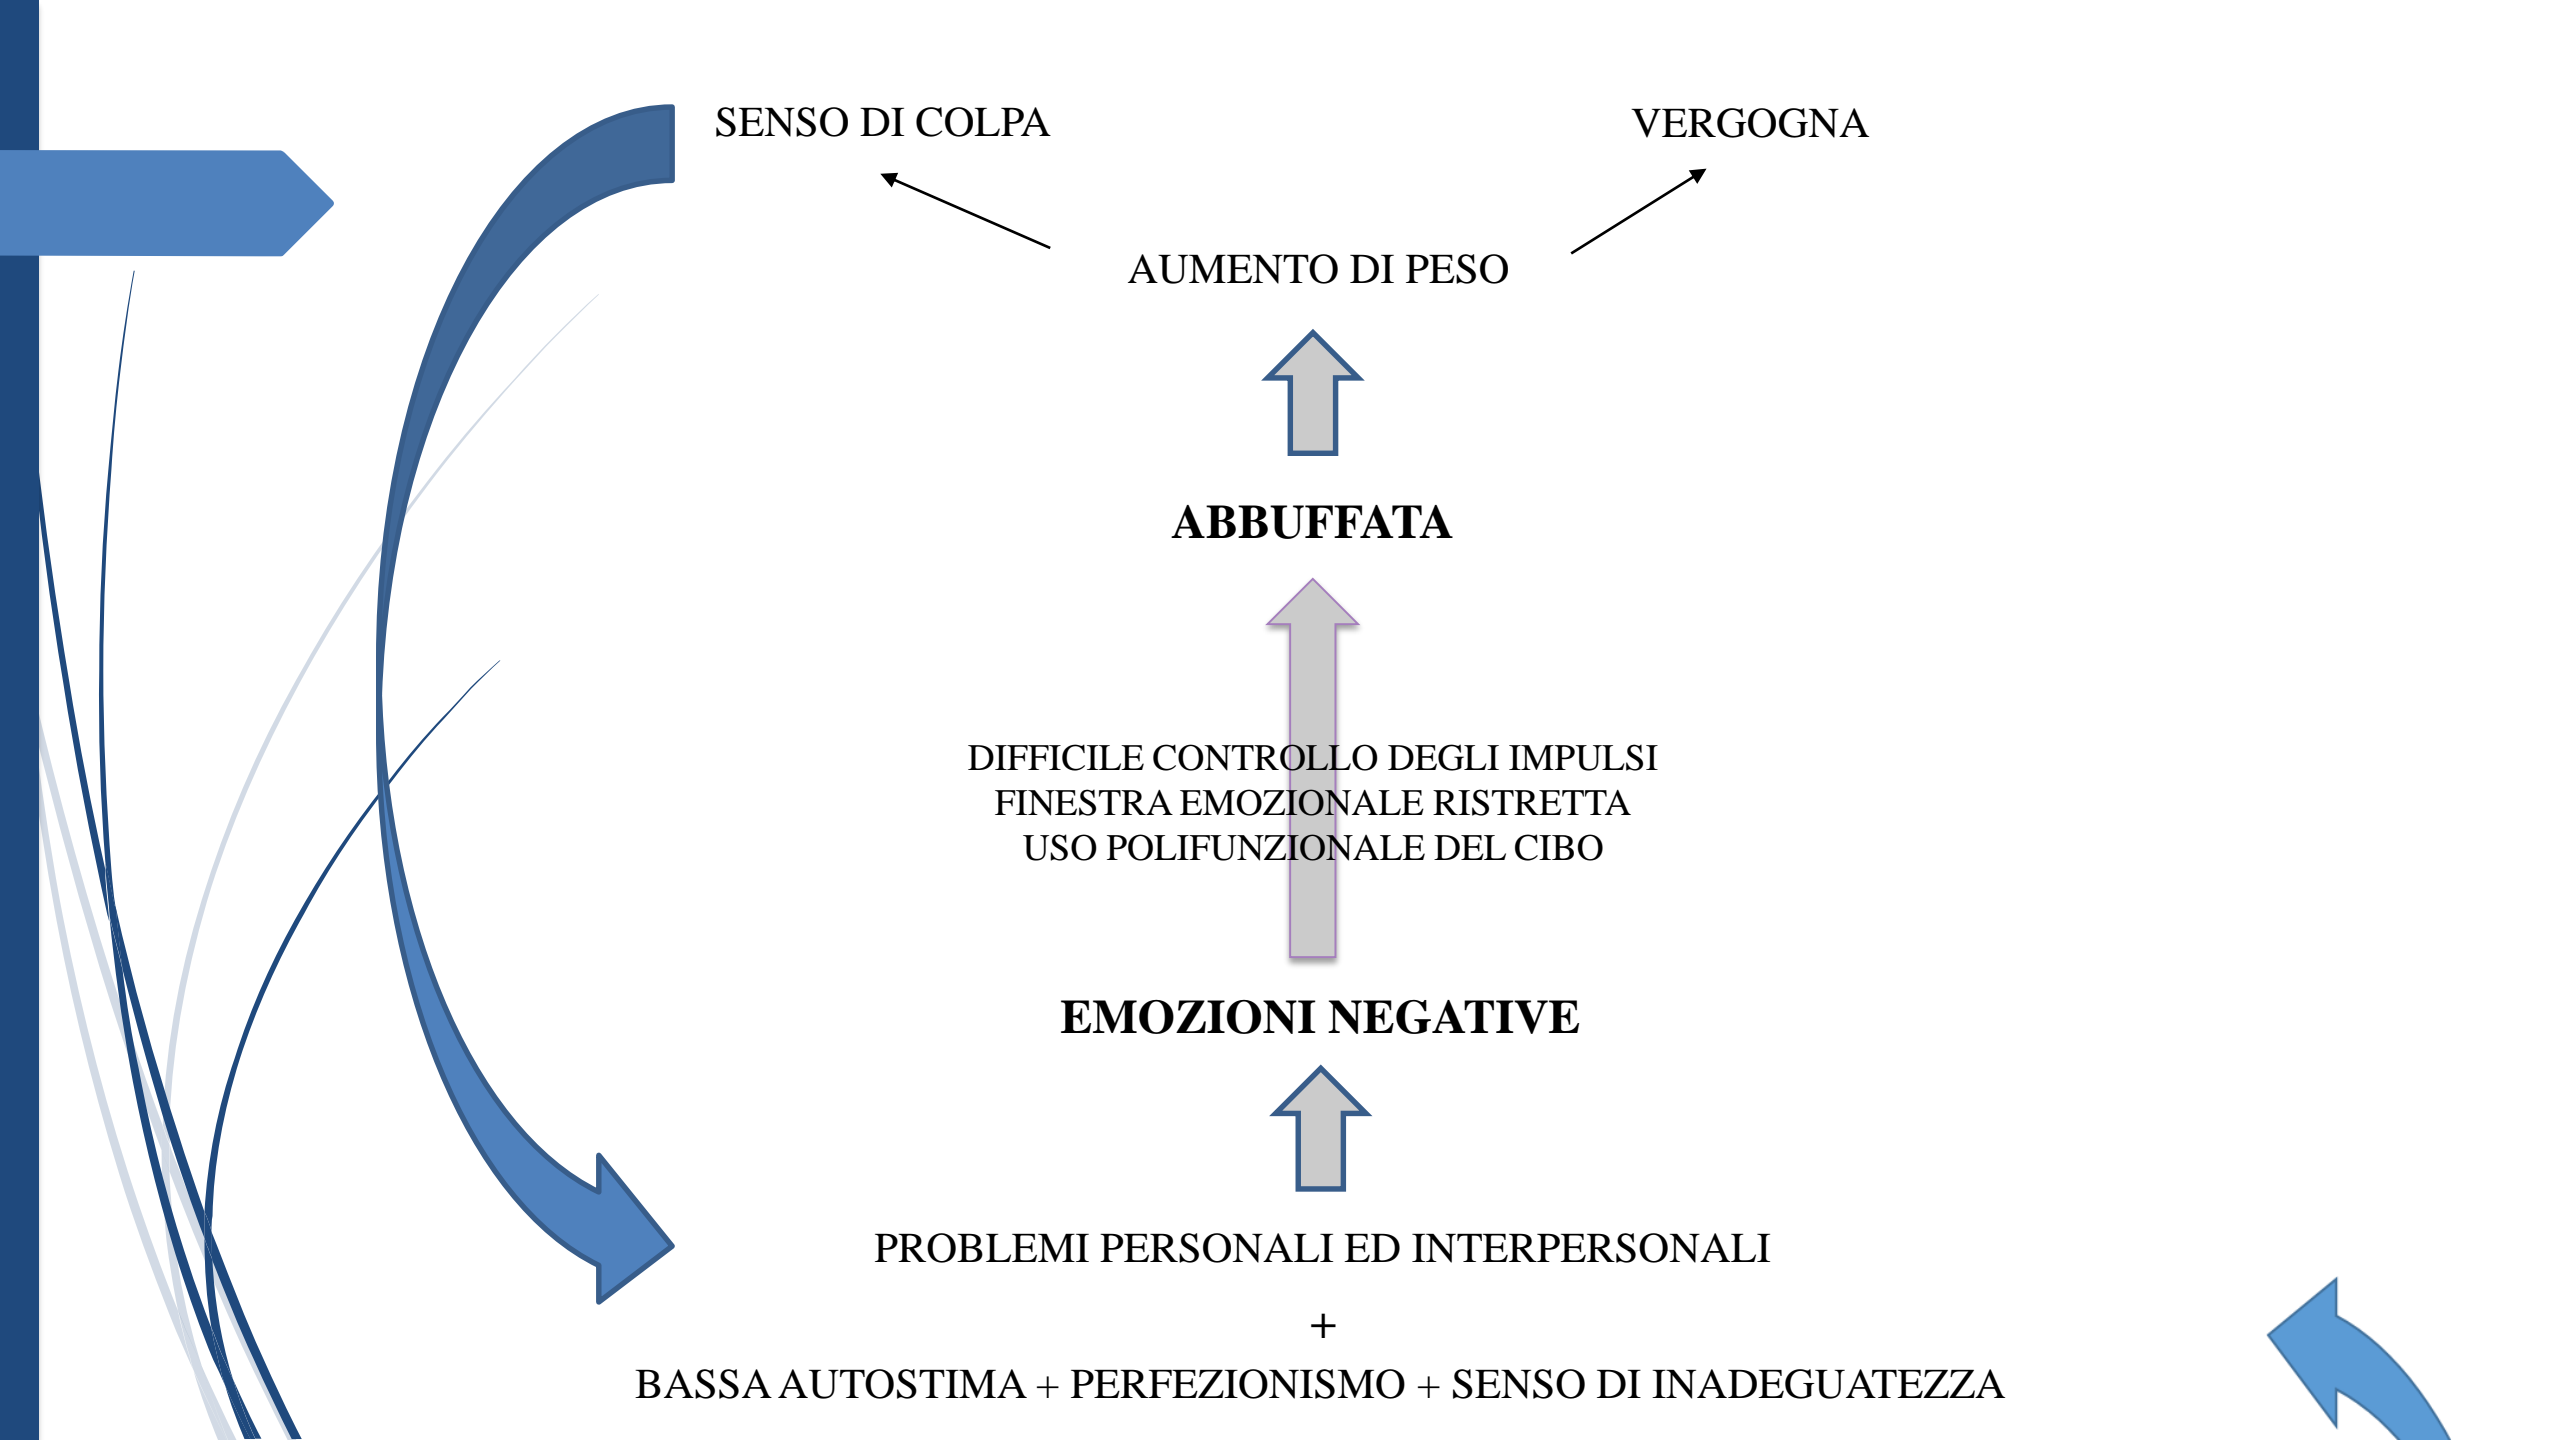 SENSO DI COLPA
VERGOGNA
AUMENTO DI PESO
ABBUFFATA
DIFFICILE CONTROLLO DEGLI IMPULSI
FINESTRA EMOZIONALE RISTRETTA
USO POLIFUNZIONALE DEL CIBO
EMOZIONI NEGATIVE
PROBLEMI PERSONALI ED INTERPERSONALI
+
BASSA AUTOSTIMA + PERFEZIONISMO + SENSO DI INADEGUATEZZA